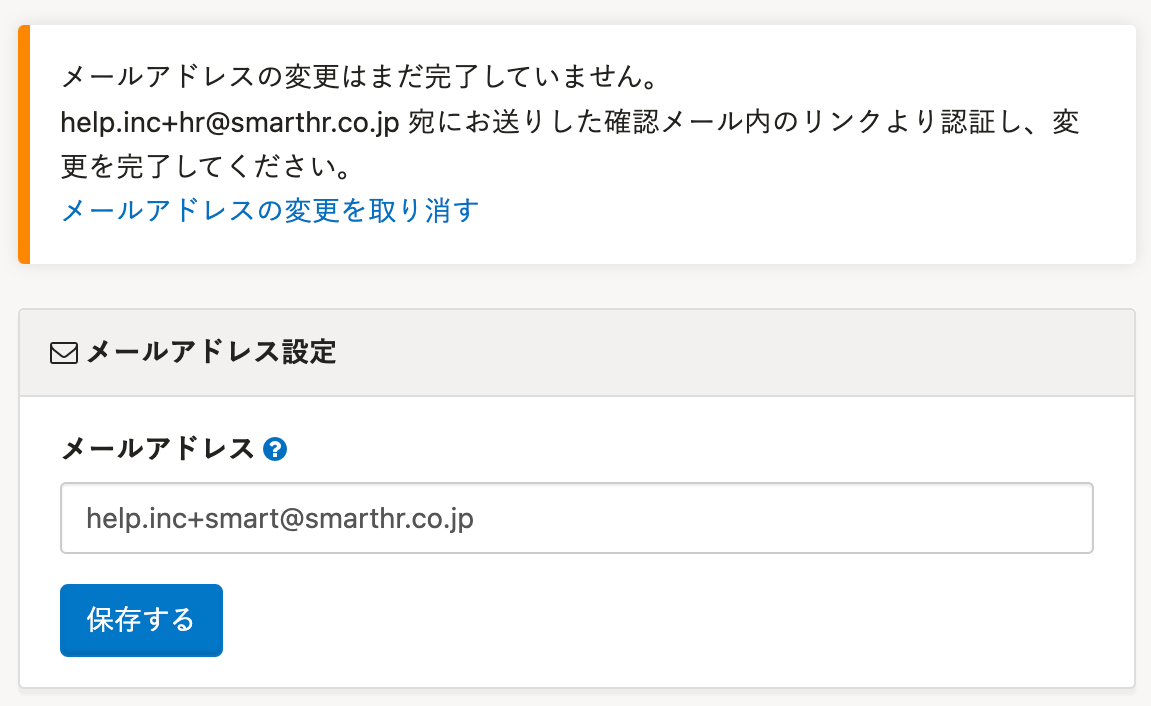 メールアドレスの変更はまだ完了していません。
help.inc+hr@smarthr.co.jp 宛にお送りした確認メール内のリンクより認証し、変
更を完了してください。
メールアドレスの変更を取り消す
メールアドレス設定
メールアドレス ?
help.inc+smart@smarthr.co.jp
保存する